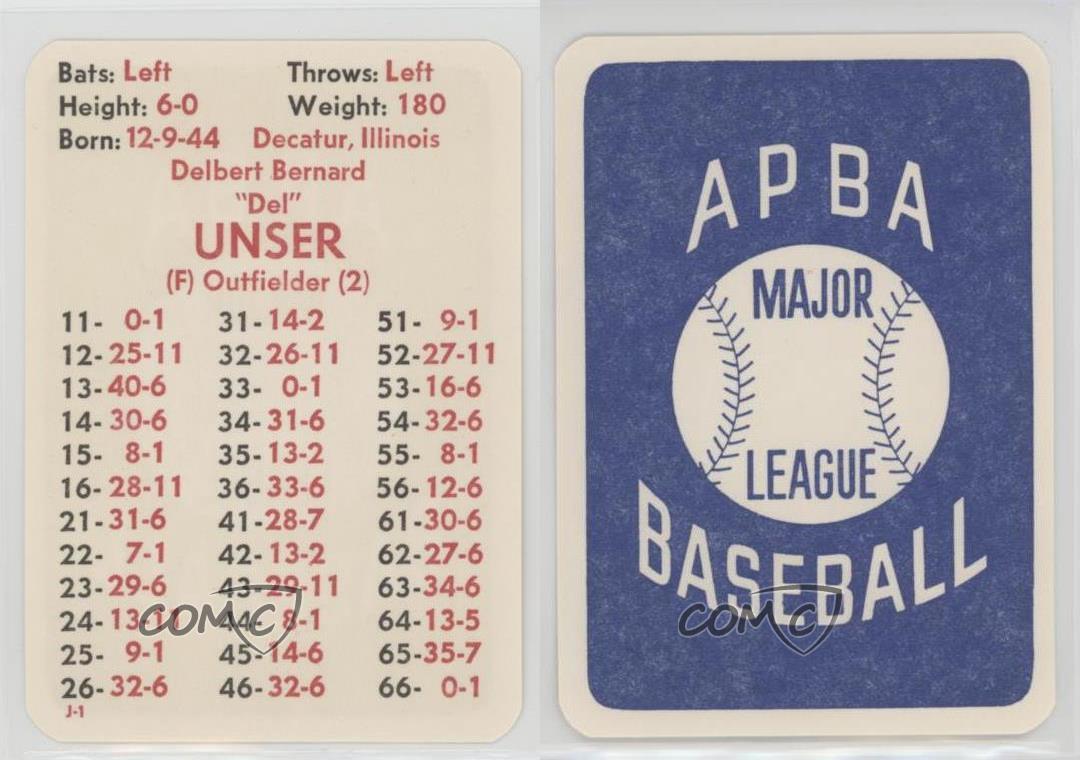 Bats: Left Throws: Left
Height: 6-0 Weight: 180
Born: 12-9-44 Decatur, Illinois
Delbert Bernard
"Del"
UNSER
(F) Outfielder (2)
11- 0-1 31-14-2 51- 9-1
12-25-11 32-26-11 52-27-11
13-40-6 33- 0-1 53-16-6
14-30-6 34-31-6 54-32-6
15- 8-1 35-13-2 55- 8-1
16-28-11 36-33-6 56-12-6
21-31-6 41-28-7 61-30-6
22- 7-1 42-13-2 62-27-6
23-29-6 43-29-11 63-34-6
24-13-11 44- 8-1 64-13-5
25- 9-1 45-14-6 65-35-7
26-32-6 46-32-6 66- 0-1
J-1
COMC
APBA
MAJOR
LEAGUE
BASEBALL
COMC